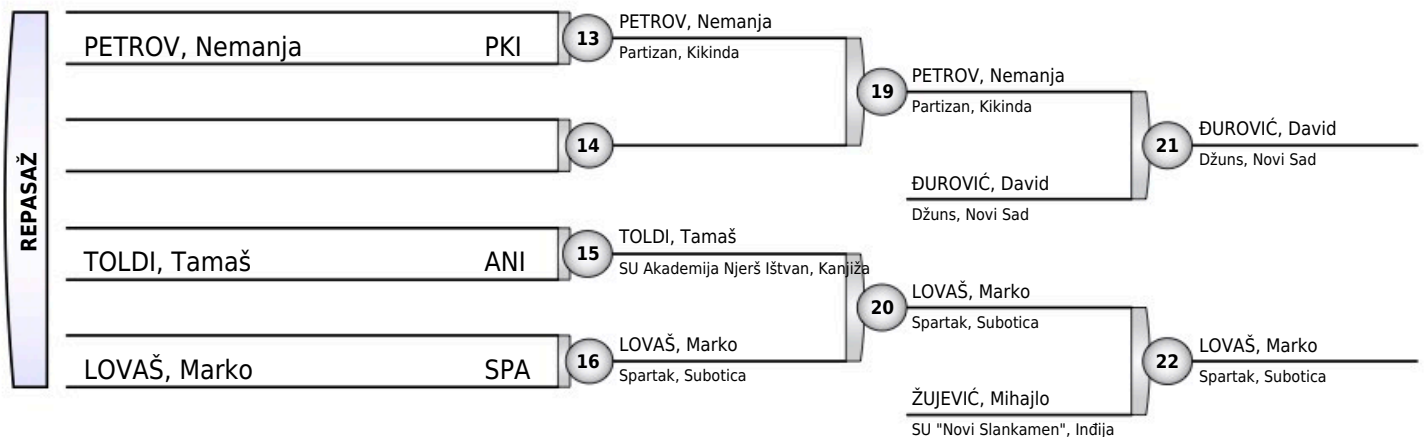 REPASAŽ
PETROV, Nemanja PKI
13
PETROV, Nemanja
Partizan, Kikinda
14
19
PETROV, Nemanja
Partizan, Kikinda
ĐUROVIĆ, David
Džuns, Novi Sad
21
ĐUROVIĆ, David
Džuns, Novi Sad
TOLDI, Tamaš ANI
15
TOLDI, Tamaš
SU Akademija Njerš Ištvan, Kanjiža
LOVAŠ, Marko SPA
16
LOVAŠ, Marko
Spartak, Subotica
20
LOVAŠ, Marko
Spartak, Subotica
ŽUJEVIĆ, Mihajlo
SU "Novi Slankamen", Inđija
22
LOVAŠ, Marko
Spartak, Subotica